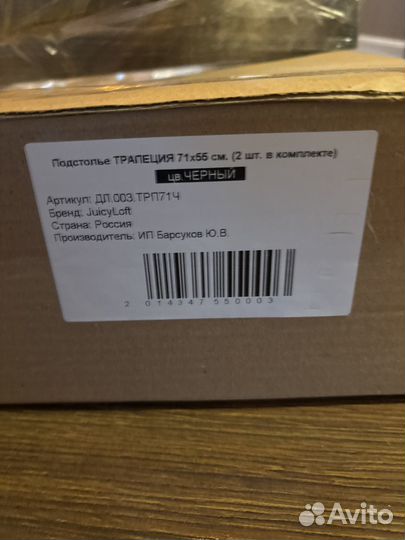 Подстолье ТРАПЕЦИЯ 71x55 см. (2 шт. в комплекте)
цв.ЧЕРНЫЙ
Артикул: ДЛ.003.ТРП71Ч
Бренд: JuicyLoft
Страна: Россия
Производитель: ИП Барсуков Ю.В.
2 014347 550003
Avito